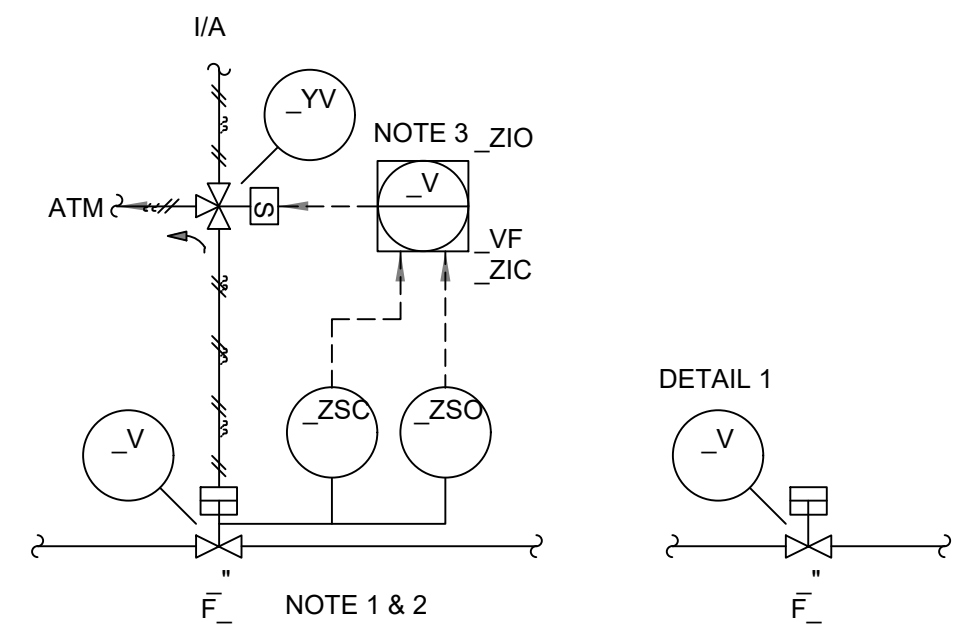 I/A
_YV
NOTE 3
_ZIO
_V
ATM
S
_VF
_ZIC
DETAIL 1
_ZSC
_ZSO
_V
_V
_"
F_
NOTE 1 & 2
_"
F_